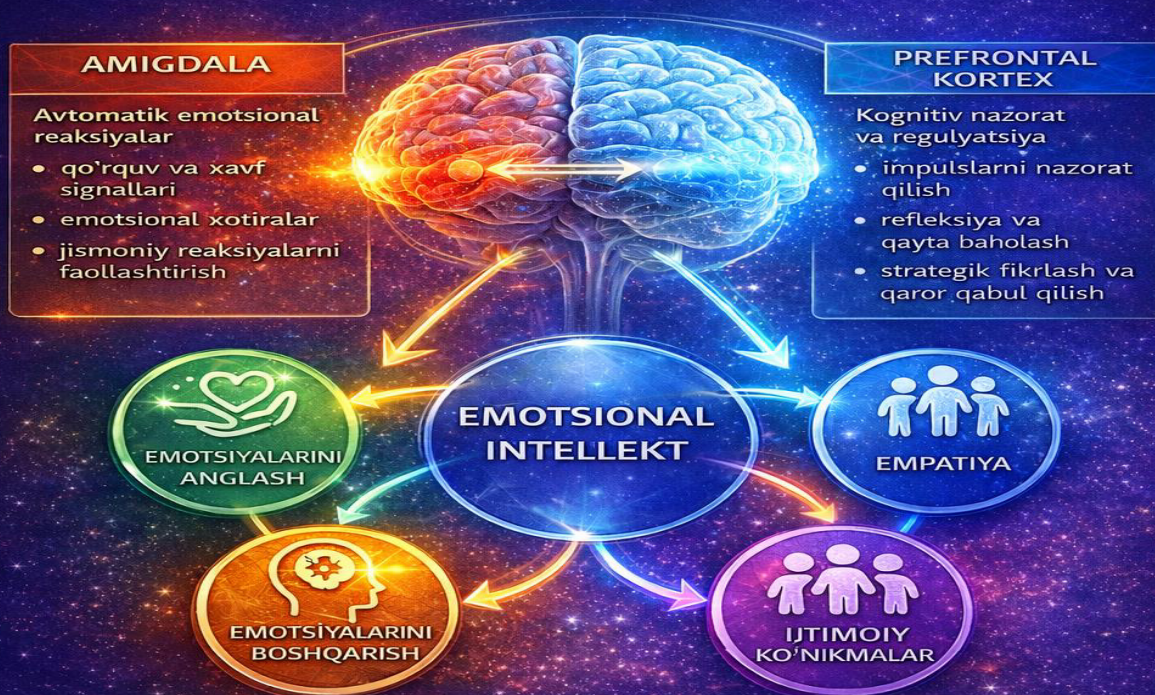 AMIGDALA
Avtomatik emotsional
reaksiyalar
• qo'rquv va xavf
signallari
• emotsional xotiralar
• jismoniy reaksiyalarni
faollashtirish
PREFRONTAL
KORTEX
Kognitiv nazorat
va regulyatsiya
• impulslarni nazorat
qilish
• refleksiya va
qayta baholash
• strategik fikrlash va
qaror qabul qilish
EMOTSIONAL
INTELLEKT
EMOTSIYALARINI
ANGLASH
EMPATIYA
EMOTSİYALARINI
BOSHQARISH
IJTIMOIY
KO'NIKMALAR